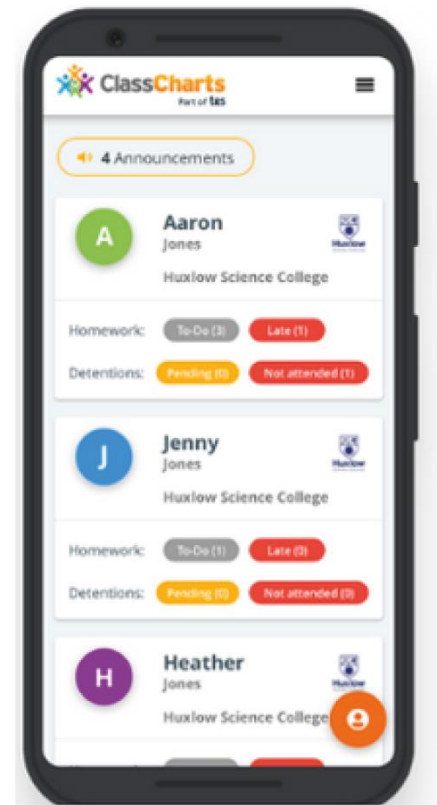 ClassCharts
Part of tes
4 Announcements
A
Aaron
Jones
Huxlow
Huxlow Science College
Homework: To-Do (3) Late (1)
Detentions: Pending (0) Not attended (1)
J
Jenny
Jones
Huxlow
Huxlow Science College
Homework: To-Do (1) Late (0)
Detentions: Pending (0) Not attended (0)
H
Heather
Jones
Huxlow Science College